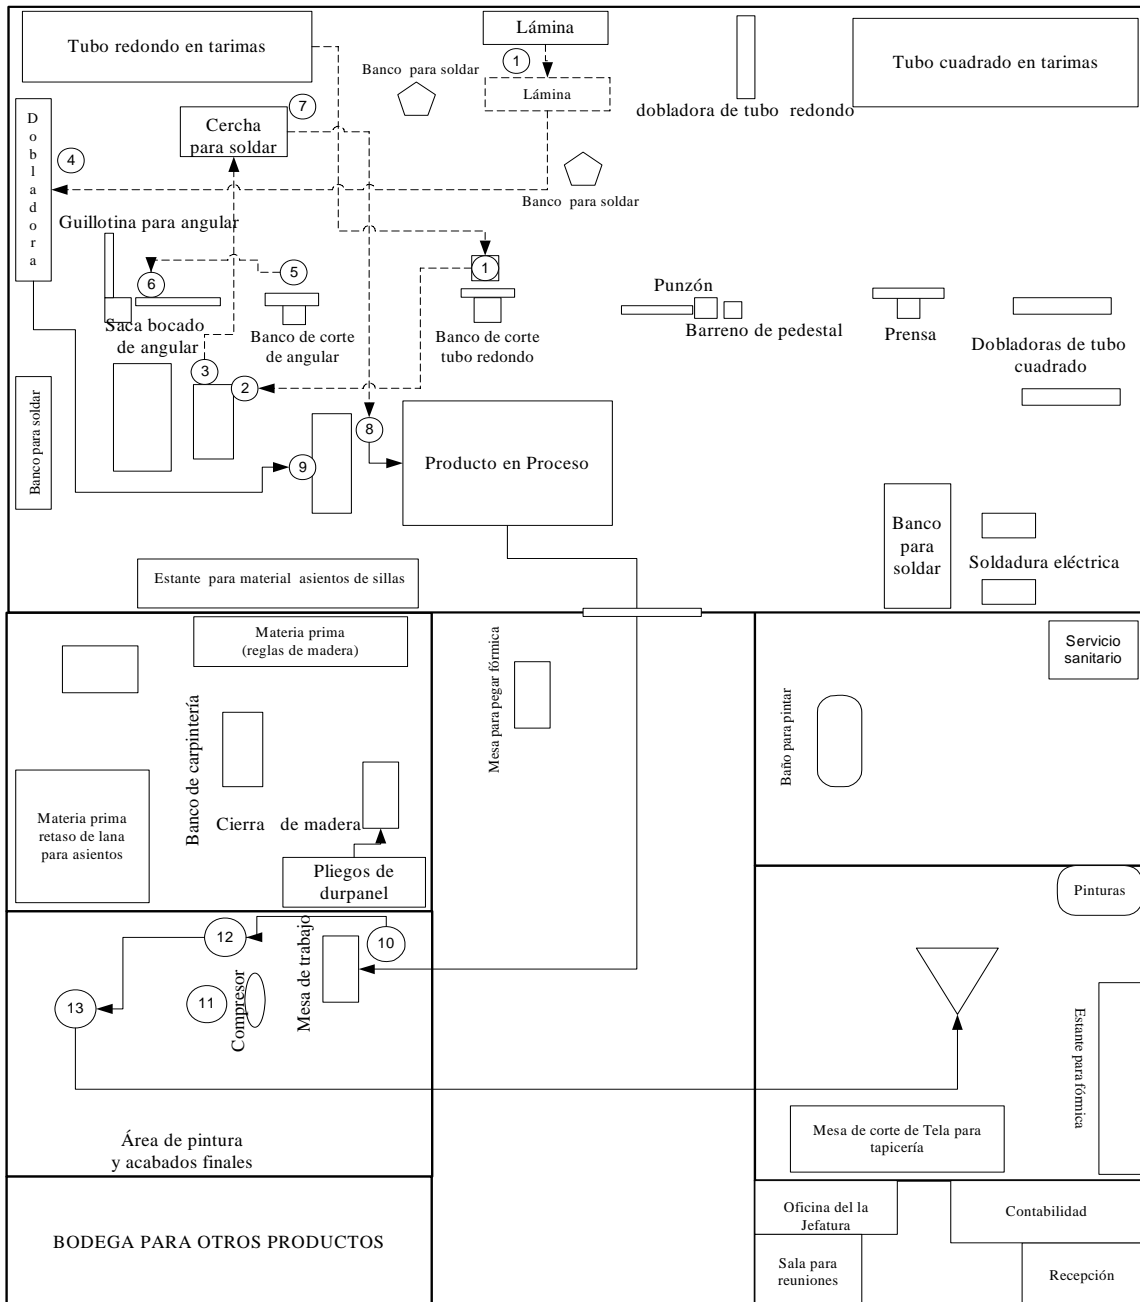 Tubo redondo en tarimas
Lámina
1
Lámina
Banco para soldar
dobladora de tubo redondo
Tubo cuadrado en tarimas
Dobladora
4
7
Cercha
para soldar
Banco para soldar
Guillotina para angular
6
5
1
Saca bocado
de angular
Banco de corte
de angular
Banco de corte
tubo redondo
Punzón
Barreno de pedestal
Prensa
Dobladoras de tubo
cuadrado
3
2
8
9
Banco para soldar
Producto en Proceso
Banco
para
soldar
Soldadura eléctrica
Estante para material asientos de sillas
Materia prima
(reglas de madera)
Banco de carpintería
Materia prima
retaso de lana
para asientos
Cierra de madera
Pliegos de
durpanel
Mesa para pegar fórmica
Servicio
sanitario
Baño para pintar
Pinturas
12
10
Mesa de trabajo
11
Compresor
13
Área de pintura
y acabados finales
Estante para fórmica
Mesa de corte de Tela para
tapicería
BODEGA PARA OTROS PRODUCTOS
Oficina del la
Jefatura
Contabilidad
Sala para
reuniones
Recepción